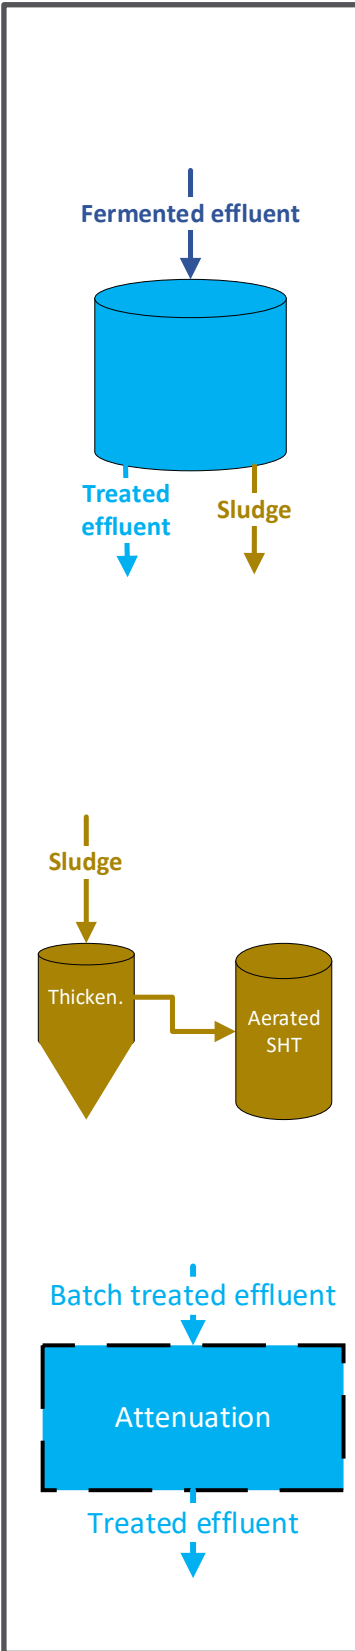 Fermented effluent
Treated
effluent
Sludge
Sludge
Thicken.
Aerated
SHT
Batch treated effluent
Attenuation
Treated effluent